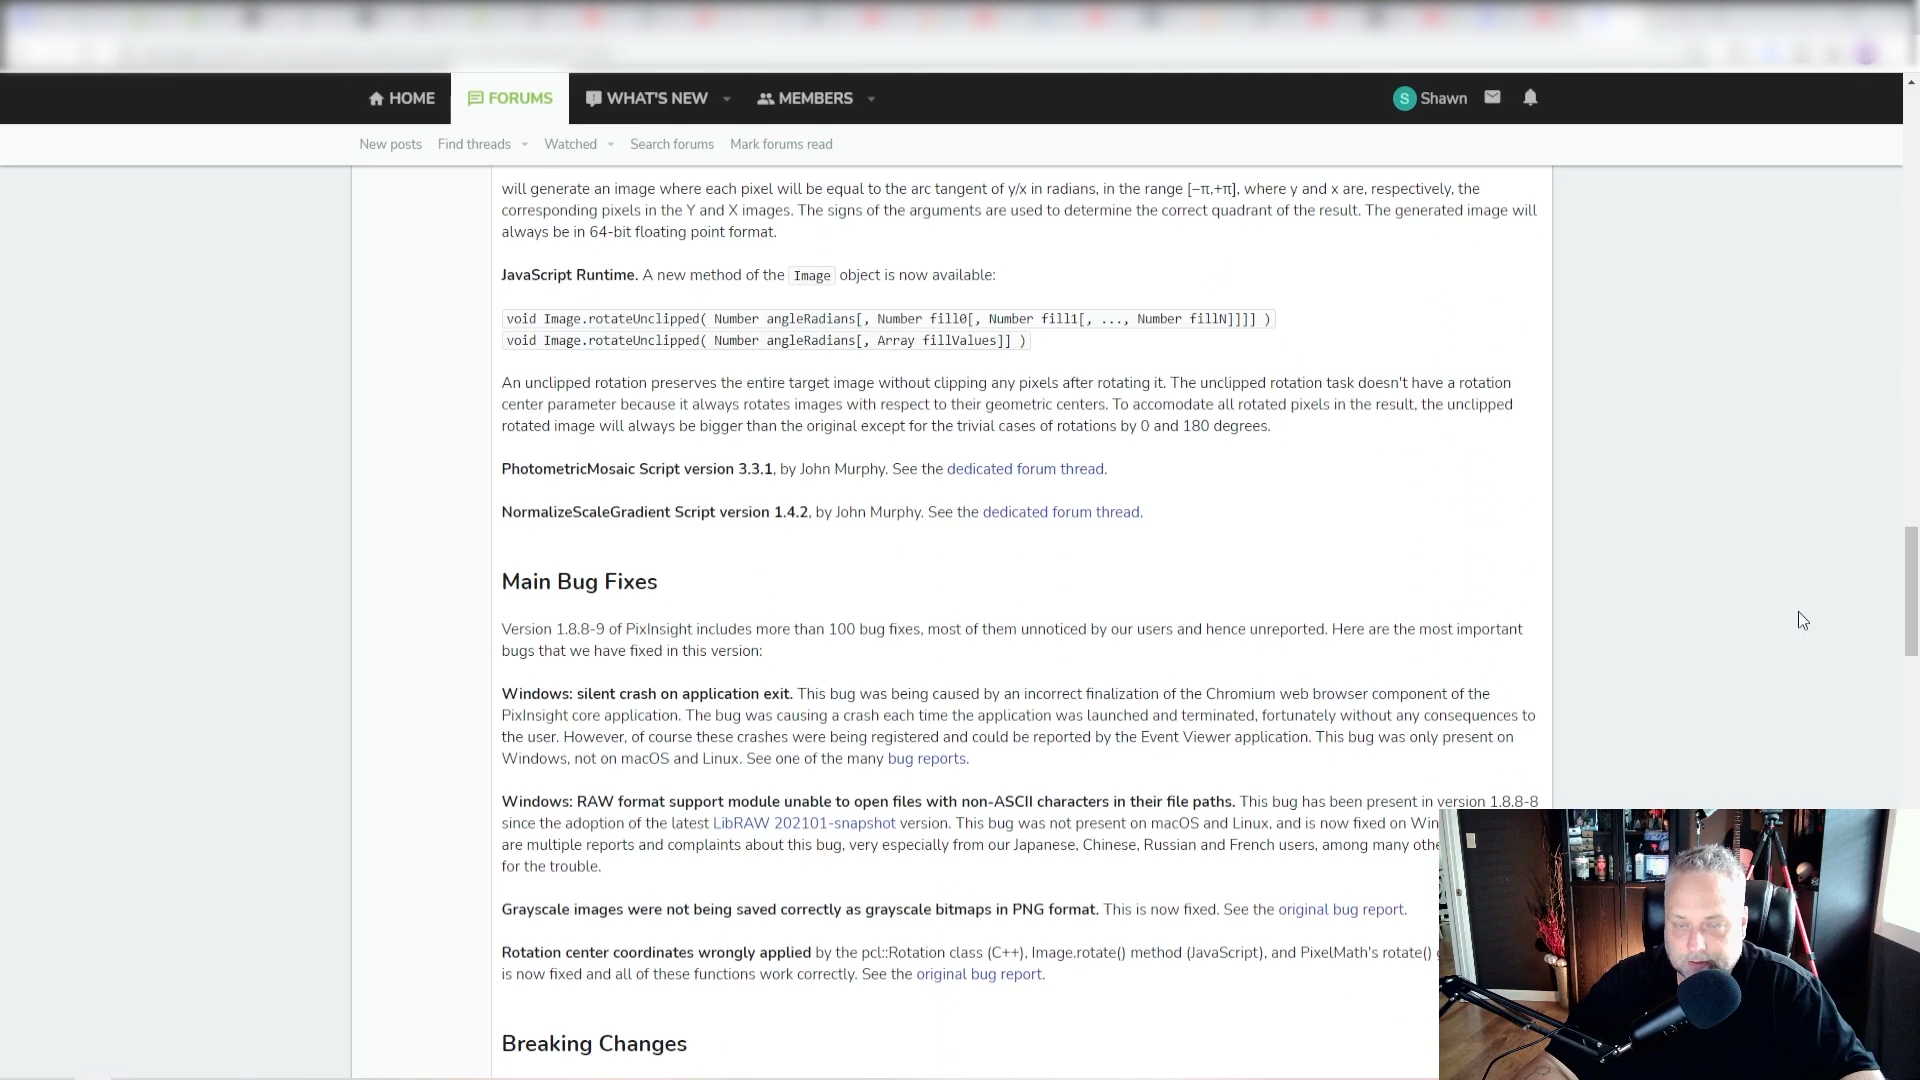 HOME
FORUMS
WHAT'S NEW
MEMBERS
S Shawn
New posts
Find threads
Watched
Search forums
Mark forums read
will generate an image where each pixel will be equal to the arc tangent of y/x in radians, in the range [−π,+π], where y and x are, respectively, the
corresponding pixels in the Y and X images. The signs of the arguments are used to determine the correct quadrant of the result. The generated image will
always be in 64-bit floating point format.
JavaScript Runtime. A new method of the Image object is now available:
void Image.rotateUnclipped( Number angleRadians[, Number fill0[, Number fill1[, ..., Number fillN]]]] )
void Image.rotateUnclipped( Number angleRadians[, Array fillValues]] )
An unclipped rotation preserves the entire target image without clipping any pixels after rotating it. The unclipped rotation task doesn't have a rotation
center parameter because it always rotates images with respect to their geometric centers. To accomodate all rotated pixels in the result, the unclipped
rotated image will always be bigger than the original except for the trivial cases of rotations by 0 and 180 degrees.
PhotometricMosaic Script version 3.3.1, by John Murphy. See the dedicated forum thread.
NormalizeScaleGradient Script version 1.4.2, by John Murphy. See the dedicated forum thread.
Main Bug Fixes
Version 1.8.8-9 of PixInsight includes more than 100 bug fixes, most of them unnoticed by our users and hence unreported. Here are the most important
bugs that we have fixed in this version:
Windows: silent crash on application exit. This bug was being caused by an incorrect finalization of the Chromium web browser component of the
PixInsight core application. The bug was causing a crash each time the application was launched and terminated, fortunately without any consequences to
the user. However, of course these crashes were being registered and could be reported by the Event Viewer application. This bug was only present on
Windows, not on macOS and Linux. See one of the many bug reports.
Windows: RAW format support module unable to open files with non-ASCII characters in their file paths. This bug has been present in version 1.8.8-8
since the adoption of the latest LibRAW 202101-snapshot version. This bug was not present on macOS and Linux, and is now fixed on Win
are multiple reports and complaints about this bug, very especially from our Japanese, Chinese, Russian and French users, among many othe
for the trouble.
Grayscale images were not being saved correctly as grayscale bitmaps in PNG format. This is now fixed. See the original bug report.
Rotation center coordinates wrongly applied by the pcl::Rotation class (C++), Image.rotate() method (JavaScript), and PixelMath's rotate()
is now fixed and all of these functions work correctly. See the original bug report.
Breaking Changes